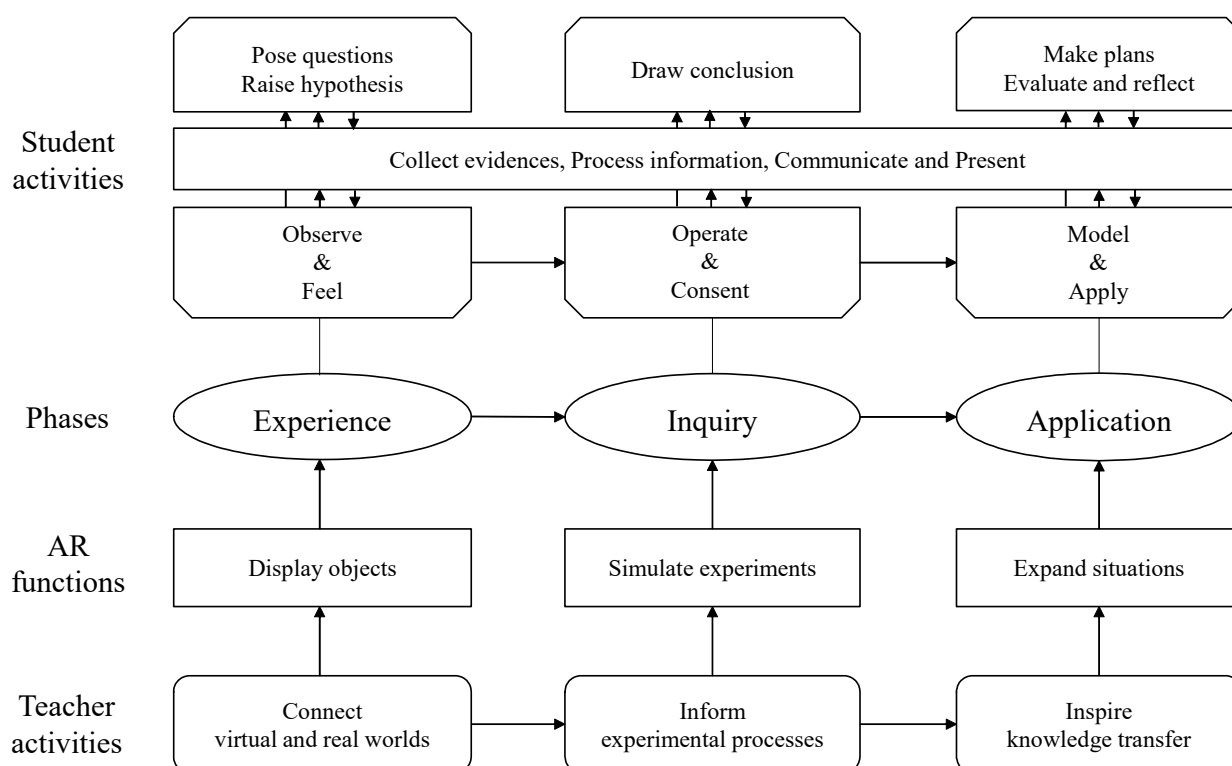 Pose questions
Raise hypothesis
Draw conclusion
Make plans
Evaluate and reflect
Student
activities
Collect evidences, Process information, Communicate and Present
Observe
&
Feel
Operate
&
Consent
Model
&
Apply
Phases
Experience
Inquiry
Application
AR
functions
Display objects
Simulate experiments
Expand situations
Teacher
activities
Connect
virtual and real worlds
Inform
experimental processes
Inspire
knowledge transfer